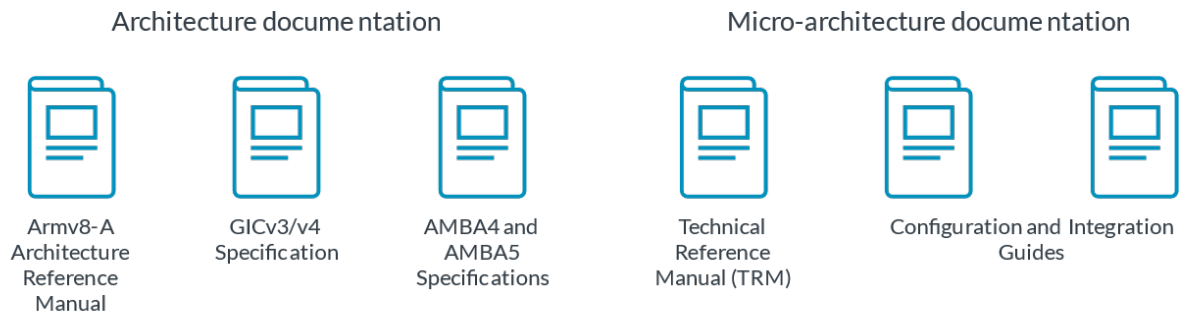 Architecture documentation
Micro-architecture documentation
Armv8-A
Architecture
Reference
Manual
GICv3/v4
Specification
AMBA4 and
AMBA5
Specifications
Technical
Reference
Manual (TRM)
Configuration and Integration
Guides